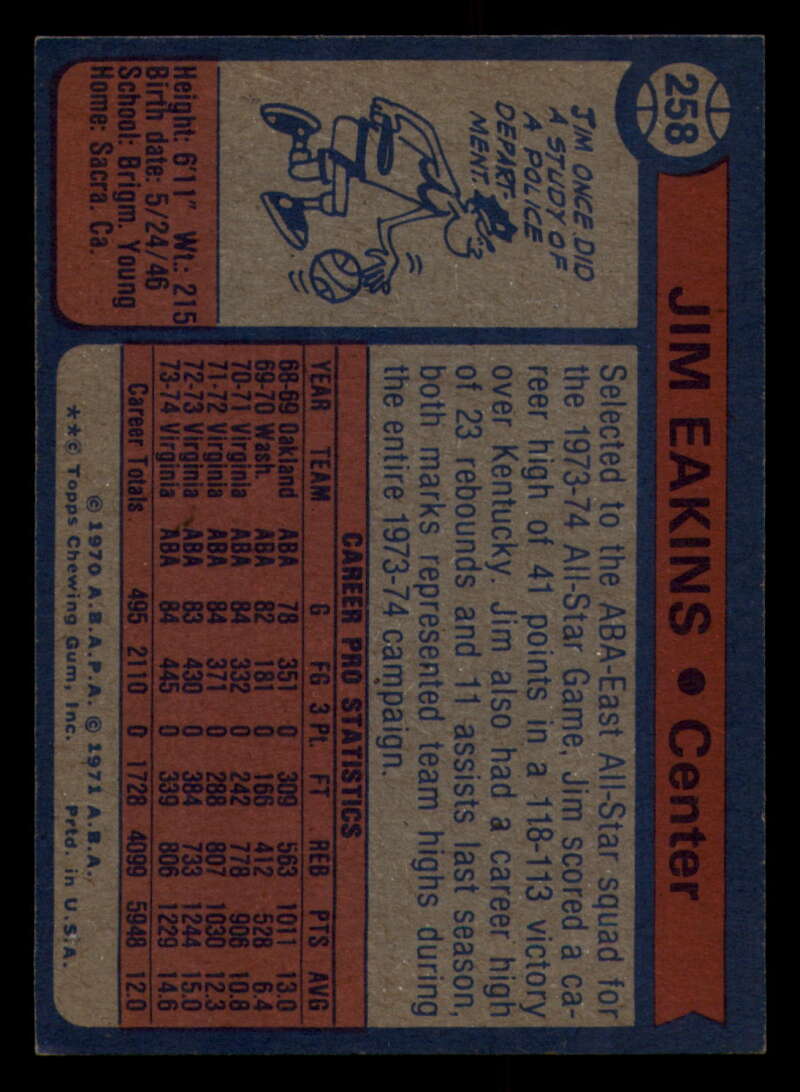 258
JIM EAKINS • Center
JIM ONCE DID
A STUDY OF
A POLICE
DEPART-
MENT.
Height: 6'11" Wt.: 215
Birth date: 5/24/46
School: Brigm. Young
Home: Sacra. Ca.
Selected to the ABA-East All-Star squad for
the 1973-74 All-Star Game, Jim scored a ca-
reer high of 41 points in a 118-113 victory
over Kentucky. Jim also had a career high
of 23 rebounds and 11 assists last season,
both marks represented team highs during
the entire 1973-74 campaign.
CAREER PRO STATISTICS
YEAR TEAM G FG 3 Pt. FT REB PTS AVG
68-69 Oakland ABA 78 351 0 309 563 1011 13.0
69-70 Wash. ABA 82 181 0 166 412 528 6.4
70-71 Virginia ABA 84 332 0 242 778 906 10.8
71-72 Virginia ABA 84 371 0 288 807 1030 12.3
72-73 Virginia ABA 83 430 0 384 733 1244 15.0
73-74 Virginia ABA 84 445 0 339 806 1229 14.6
Career Totals 495 2110 0 1728 4099 5948 12.0
© 1970 A.B.A.P.A. © 1971 A.B.A.,
**© Topps Chewing Gum, Inc. Prtd. in U.S.A.